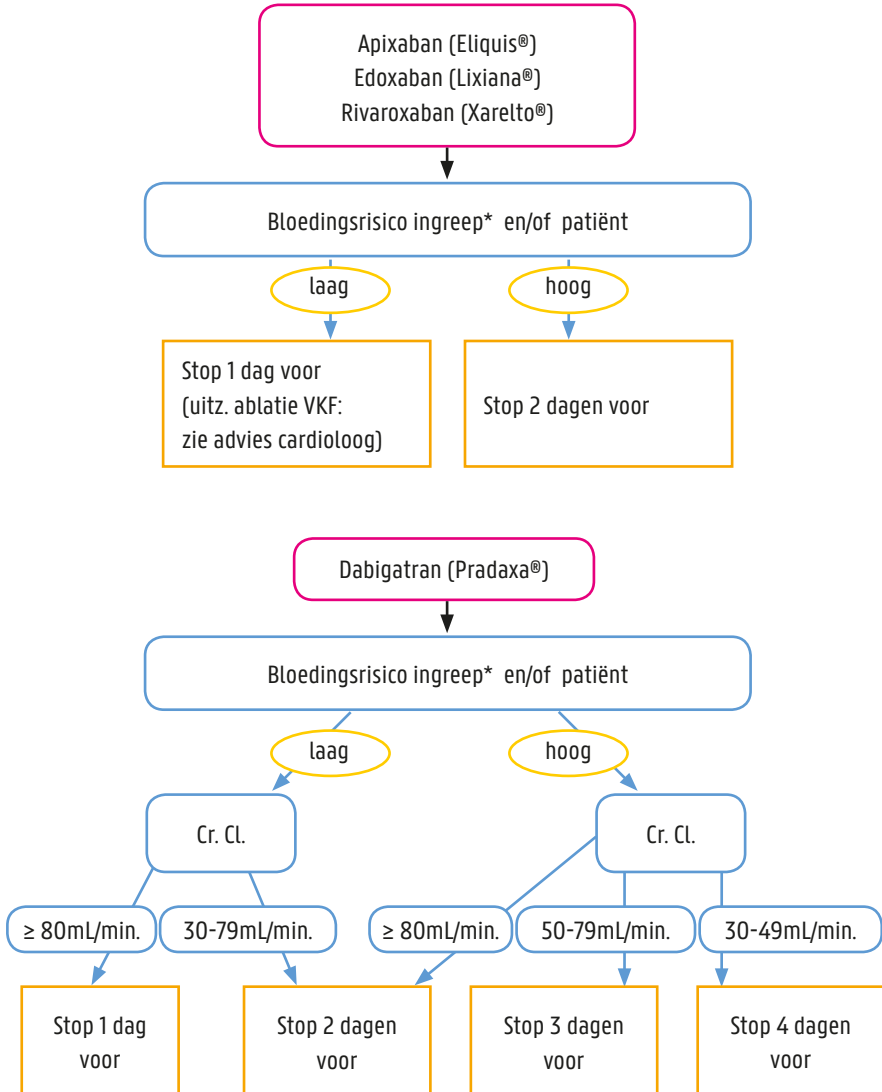 Apixaban (Eliquis®)
Edoxaban (Lixiana®)
Rivaroxaban (Xarelto®)
Bloedingsrisico ingreep* en/of patiënt
laag
hoog
Stop 1 dag voor
(uitz. ablatie VKF:
zie advies cardioloog)
Stop 2 dagen voor
Dabigatran (Pradaxa®)
Bloedingsrisico ingreep* en/of patiënt
laag
hoog
Cr. Cl.
Cr. Cl.
≥ 80mL/min.
30-79mL/min.
≥ 80mL/min.
50-79mL/min.
30-49mL/min.
Stop 1 dag
voor
Stop 2 dagen
voor
Stop 3 dagen
voor
Stop 4 dagen
voor